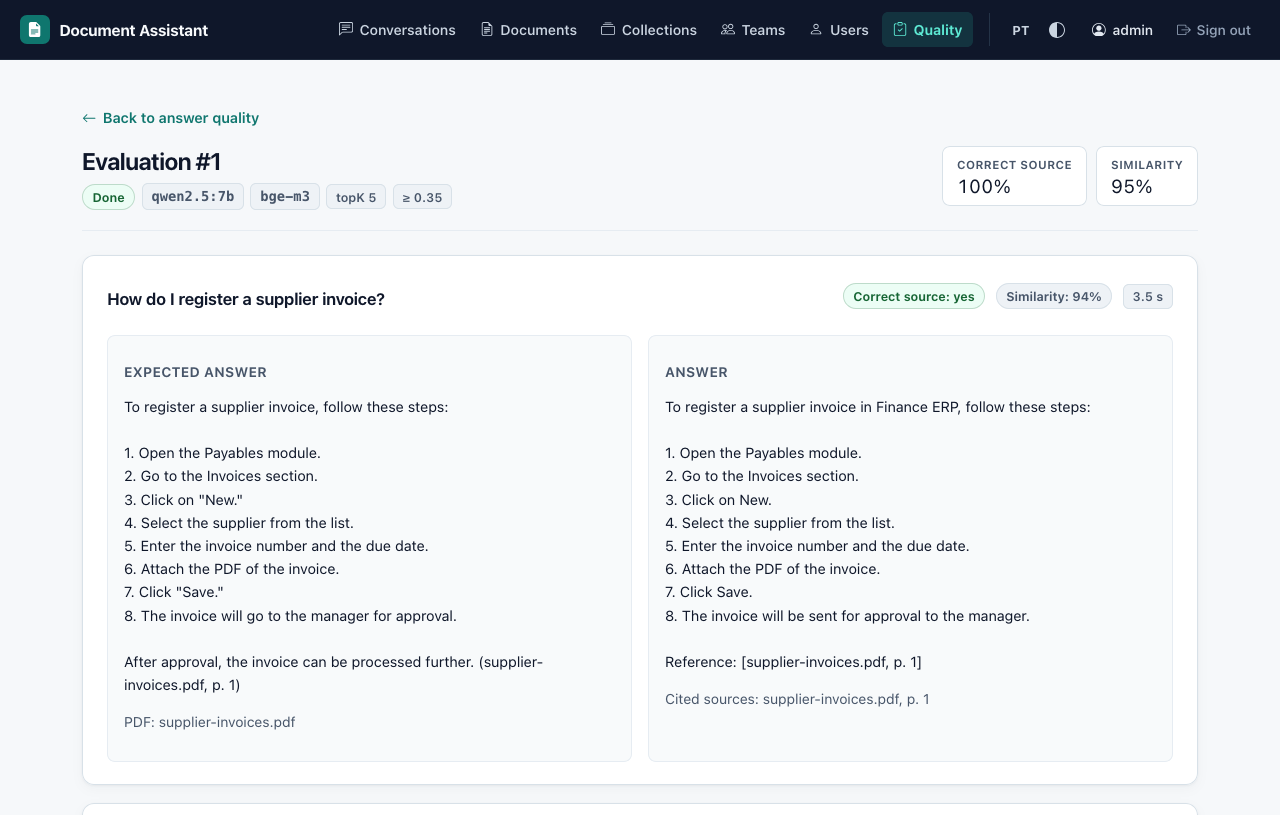 Document Assistant
Conversations
Documents
Collections
Teams
Users
Quality
PT
admin
Sign out
← Back to answer quality
Evaluation #1
Done
qwen2.5:7b
bge-m3
topK 5
≥ 0.35
CORRECT SOURCE
100%
SIMILARITY
95%
How do I register a supplier invoice?
Correct source: yes
Similarity: 94%
3.5 s
EXPECTED ANSWER
To register a supplier invoice, follow these steps:
1. Open the Payables module.
2. Go to the Invoices section.
3. Click on "New."
4. Select the supplier from the list.
5. Enter the invoice number and the due date.
6. Attach the PDF of the invoice.
7. Click "Save."
8. The invoice will go to the manager for approval.
After approval, the invoice can be processed further. (supplier-
invoices.pdf, p. 1)
PDF: supplier-invoices.pdf
ANSWER
To register a supplier invoice in Finance ERP, follow these steps:
1. Open the Payables module.
2. Go to the Invoices section.
3. Click on New.
4. Select the supplier from the list.
5. Enter the invoice number and the due date.
6. Attach the PDF of the invoice.
7. Click Save.
8. The invoice will be sent for approval to the manager.
Reference: [supplier-invoices.pdf, p. 1]
Cited sources: supplier-invoices.pdf, p. 1